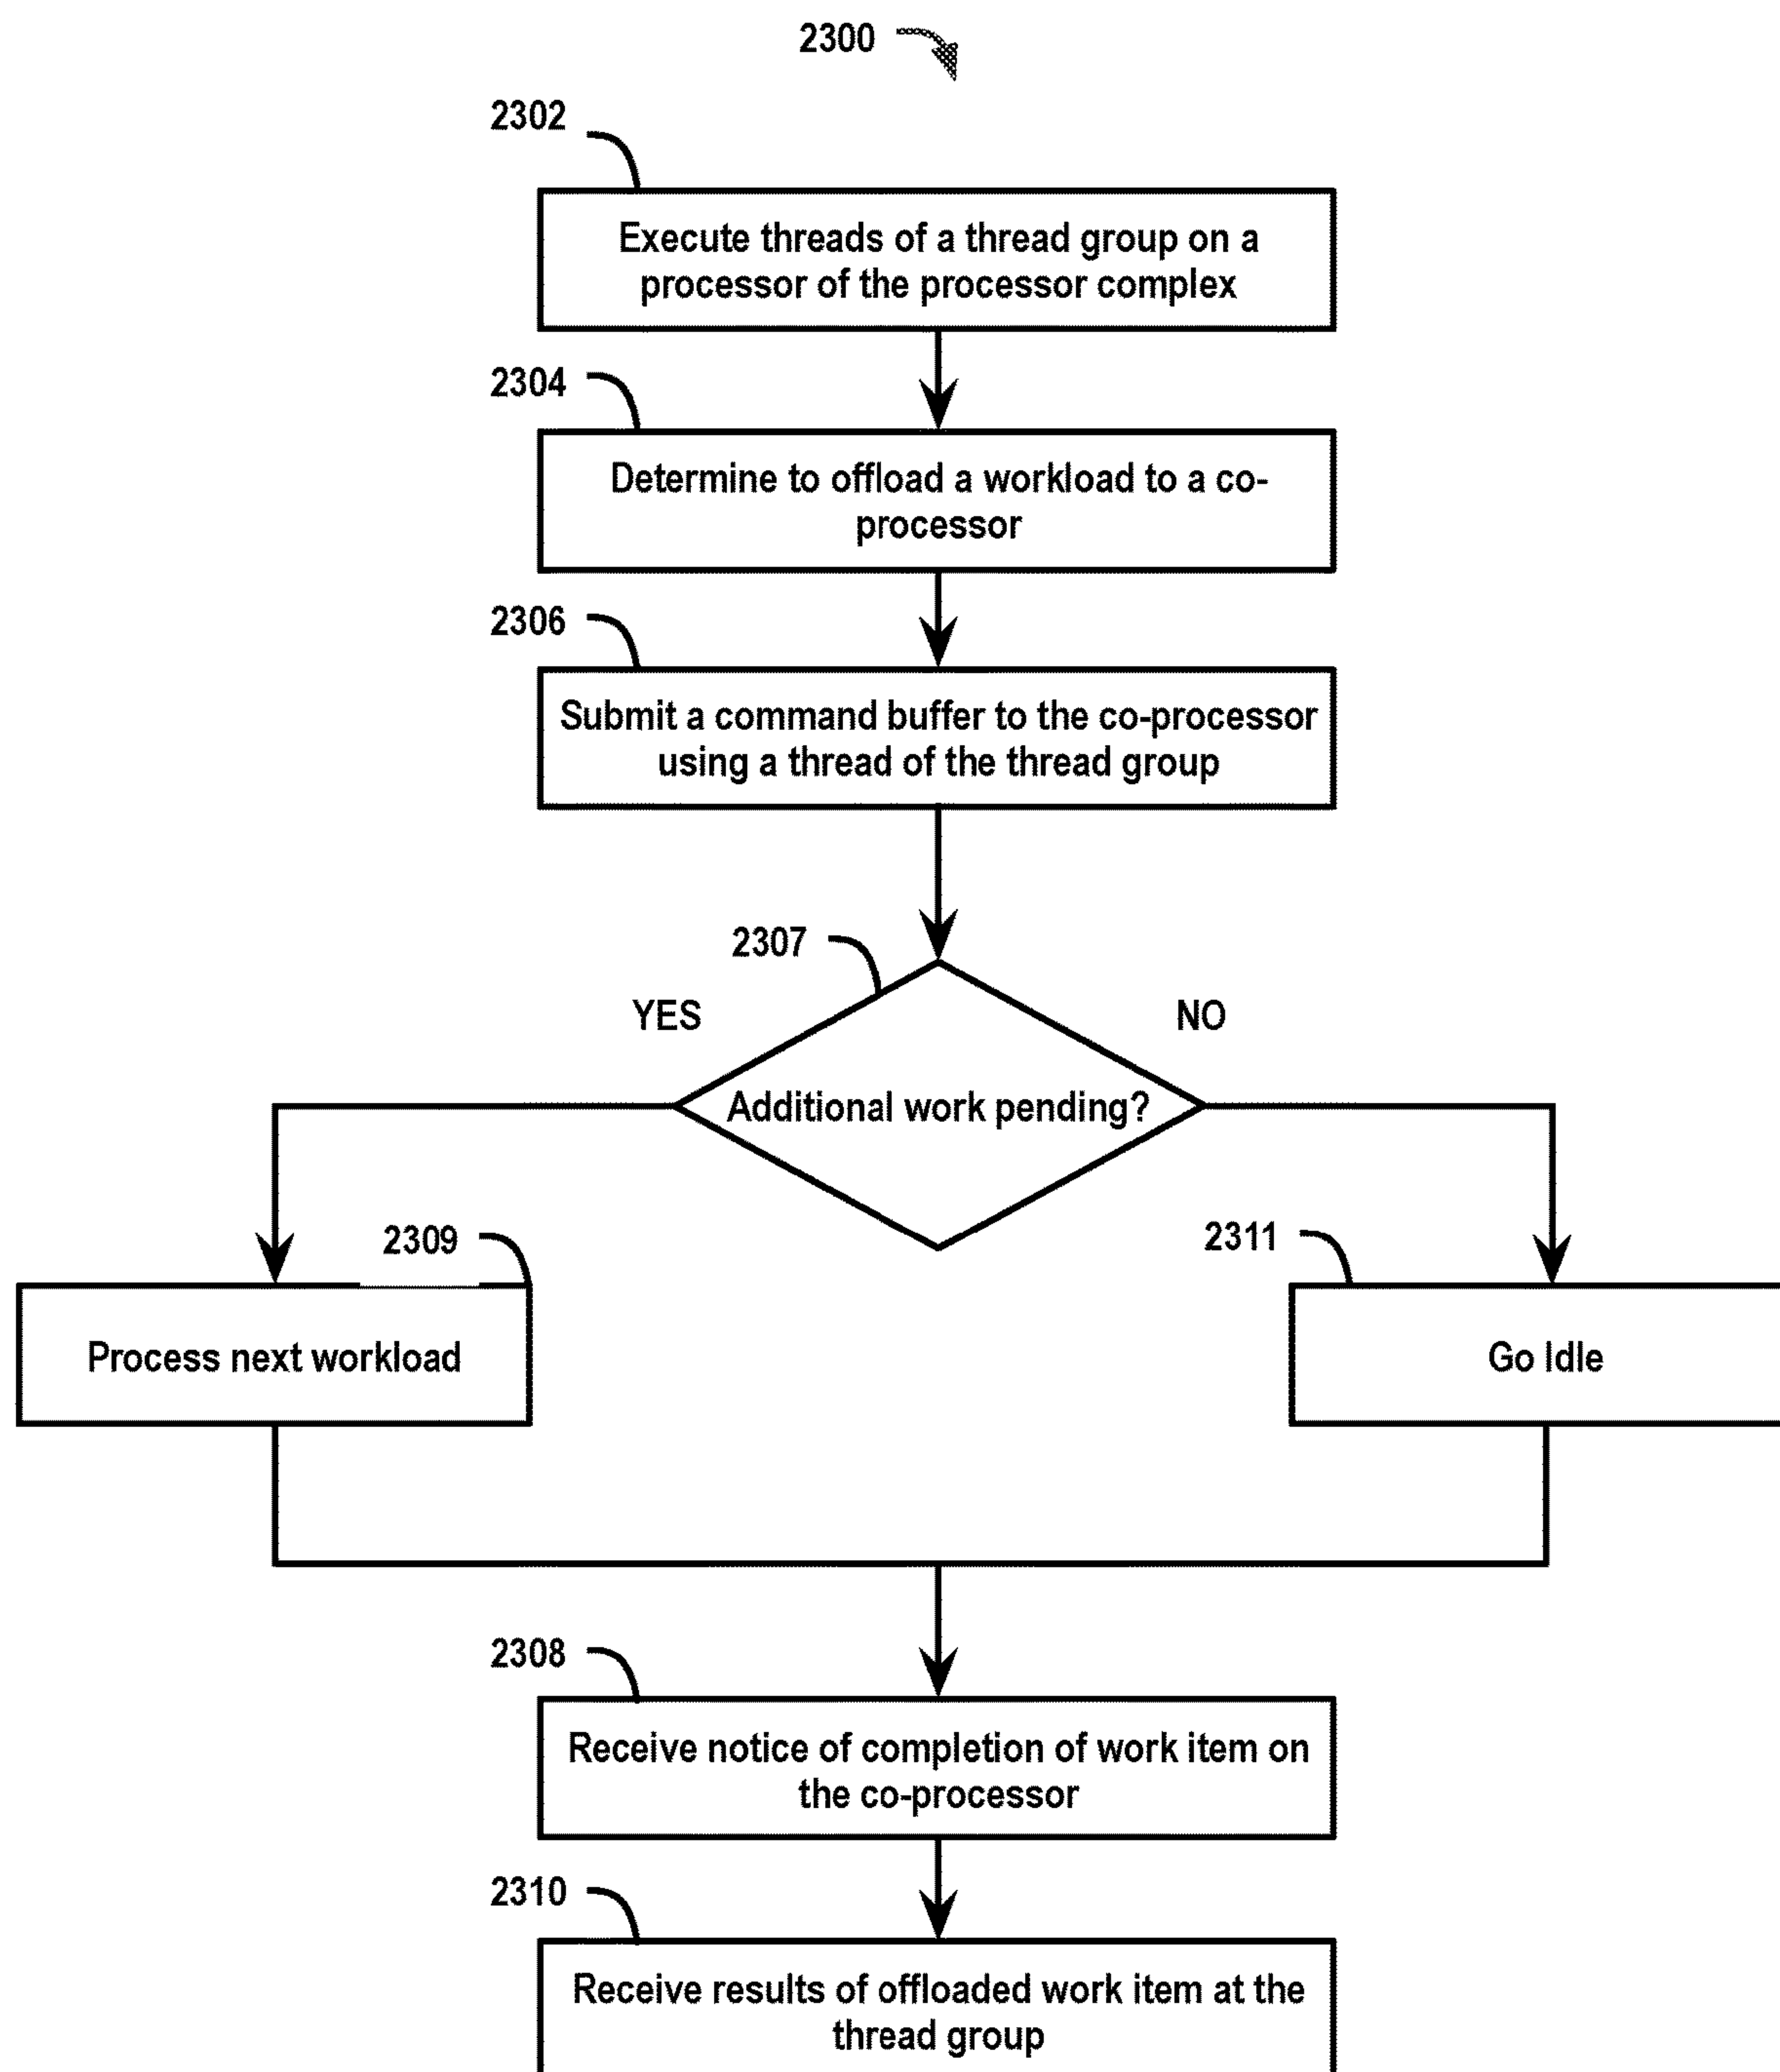 2300
2302
Execute threads of a thread group on a
processor of the processor complex
2304
Determine to offload a workload to a co-
processor
2306
Submit a command buffer to the co-processor
using a thread of the thread group
2307
YES
NO
Additional work pending?
2309
2311
Process next workload
Go Idle
2308
Receive notice of completion of work item on
the co-processor
2310
Receive results of offloaded work item at the
thread group